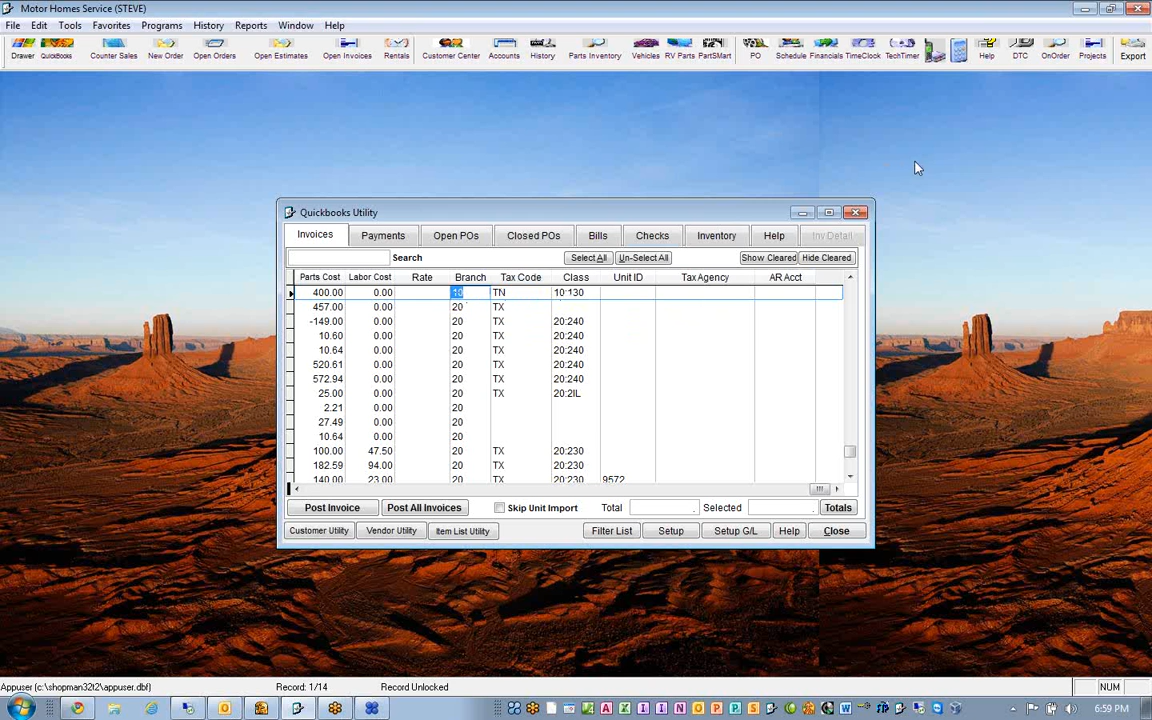 Motor Homes Service (STEVE)
File Edit Tools Favorites Programs History Reports Window Help
Drawer QuickBooks Counter Sales New Order Open Orders Open Estimates Open Invoices Rentals Customer Center Accounts History Parts Inventory Vehicles RV Parts PartSMart PO Schedule Financials TimeClock TechTimer Help DTC OnOrder Projects Export
Quickbooks Utility
Invoices Payments Open POs Closed POs Bills Checks Inventory Help Inv Detail
Search Select All Un-Select All Show Cleared Hide Cleared
Parts Cost Labor Cost Rate Branch Tax Code Class Unit ID Tax Agency AR Acct
400.00 0.00 10 TN 10:130
457.00 0.00 20 TX
-149.00 0.00 20 TX 20:240
10.60 0.00 20 TX 20:240
10.64 0.00 20 TX 20:240
520.61 0.00 20 TX 20:240
572.94 0.00 20 TX 20:240
25.00 0.00 20 TX 20:2IL
2.21 0.00 20
27.49 0.00 20
10.64 0.00 20
100.00 47.50 20 TX 20:230
182.59 94.00 20 TX 20:230
140.00 23.00 20 TX 20:230 9572
Post Invoice Post All Invoices Skip Unit Import Total . Selected . Totals
Customer Utility Vendor Utility Item List Utility Filter List Setup Setup G/L Help Close
Appuser (c:\shopman32t2\appuser.dbf) Record: 1/14 Record Unlocked NUM
6:59 PM